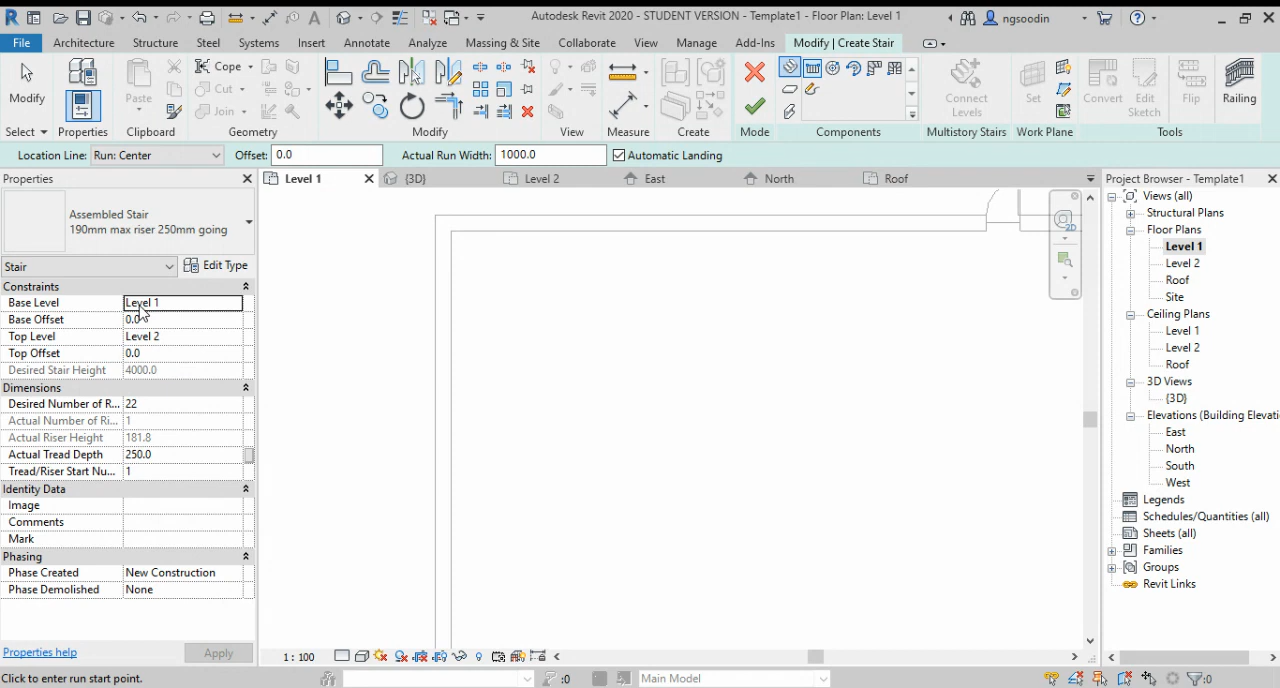 Autodesk Revit 2020 - STUDENT VERSION - Template1 - Floor Plan: Level 1
ngsoodin
File Architecture Structure Steel Systems Insert Annotate Analyze Massing & Site Collaborate View Manage Add-Ins Modify | Create Stair
Cope
Cut
Join
Modify Paste Connect Levels Set Convert Edit Sketch Flip Railing
Select Properties Clipboard Geometry Modify View Measure Create Mode Components Multistory Stairs Work Plane Tools
Location Line: Run: Center Offset: 0.0 Actual Run Width: 1000.0 Automatic Landing
Properties
Level 1 {3D} Level 2 East North Roof
Project Browser - Template1
Assembled Stair
190mm max riser 250mm going
Stair Edit Type
Constraints
Base Level Level 1
Base Offset 0.0
Top Level Level 2
Top Offset 0.0
Desired Stair Height 4000.0
Dimensions
Desired Number of R... 22
Actual Number of Ri... 1
Actual Riser Height 181.8
Actual Tread Depth 250.0
Tread/Riser Start Nu... 1
Identity Data
Image
Comments
Mark
Phasing
Phase Created New Construction
Phase Demolished None
Properties help Apply
2D
Views (all)
Structural Plans
Floor Plans
Level 1
Level 2
Roof
Site
Ceiling Plans
Level 1
Level 2
Roof
3D Views
{3D}
Elevations (Building Elevati
East
North
South
West
Legends
Schedules/Quantities (all)
Sheets (all)
Families
Groups
Revit Links
1 : 100
Click to enter run start point. :0 Main Model :0